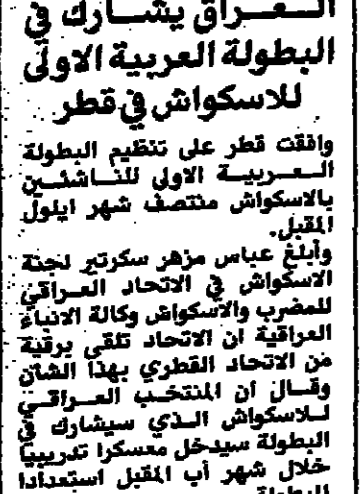 العراق يشارك في
البطولة العربية الاولى
للاسكواش في قطر
وافقت قطر على تنظيم البطولة
العربية الاولى للناشئين
بالاسكواش منتصف شهر ايلول
المقبل.
وأبلغ عباس مزهر سكرتير لجنة
الاسكواش في الاتحاد العراقي
للمضرب والاسكواش وكالة الانباء
العراقية ان الاتحاد تلقى برقية
من الاتحاد القطري بهذا الشان
وقال أن المنتخب العراقي
للاسكواش الذي سيشارك في
البطولة سيدخل معسكرا تدريبيا
خلال شهر آب المقبل استعدادا